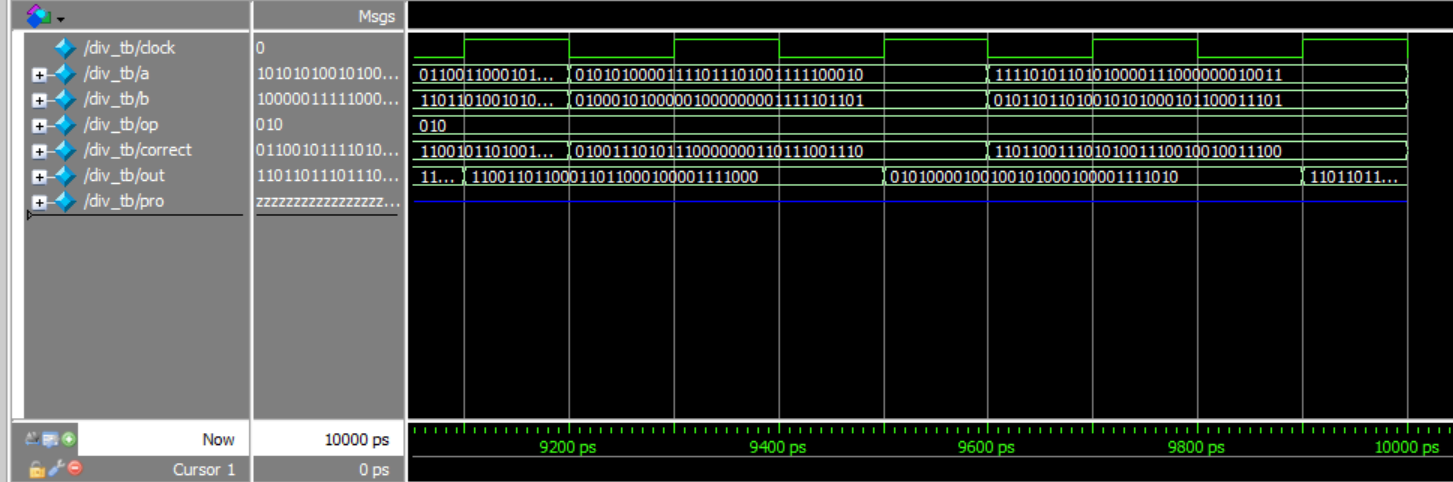 Msgs
/div_tb/clock 0
/div_tb/a 10101010010100... 0110011000101... 01010100001111011101001111100010 11110101101010000111000000010011
/div_tb/b 10000011111000... 1101101001010... 01000101000001000000001111101101 01011011010010101000101100011101
/div_tb/op 010 010
/div_tb/correct 01100101111010... 1100101101001... 01001110101110000000110111001110 11011001110101001110010010011100
/div_tb/out 11011011101110... 11... 11001101100011011000100001111000 01010000100100101000100001111010 11011011...
/div_tb/pro zzzzzzzzzzzzzzzzz...
Now 10000 ps 9200 ps 9400 ps 9600 ps 9800 ps 10000 ps
Cursor 1 0 ps